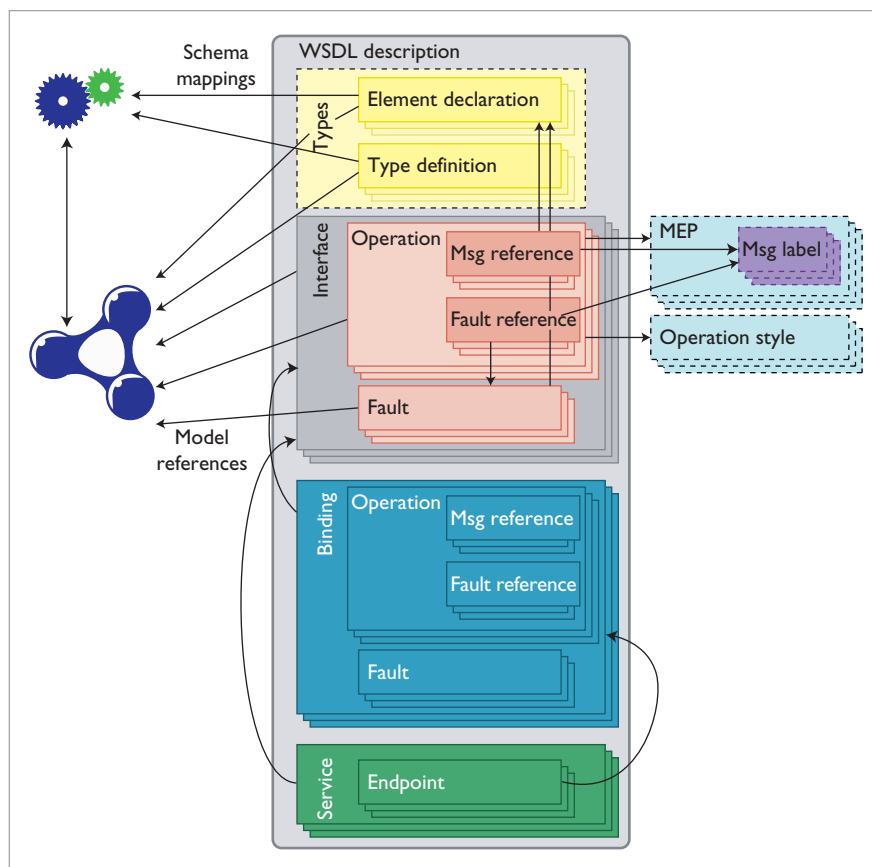 Schema
mappings
WSDL description
Types
Element declaration
Type definition
Interface
Operation
Msg reference
Fault reference
Fault
MEP
Msg label
Operation style
Model
references
Binding
Operation
Msg reference
Fault reference
Fault
Service
Endpoint